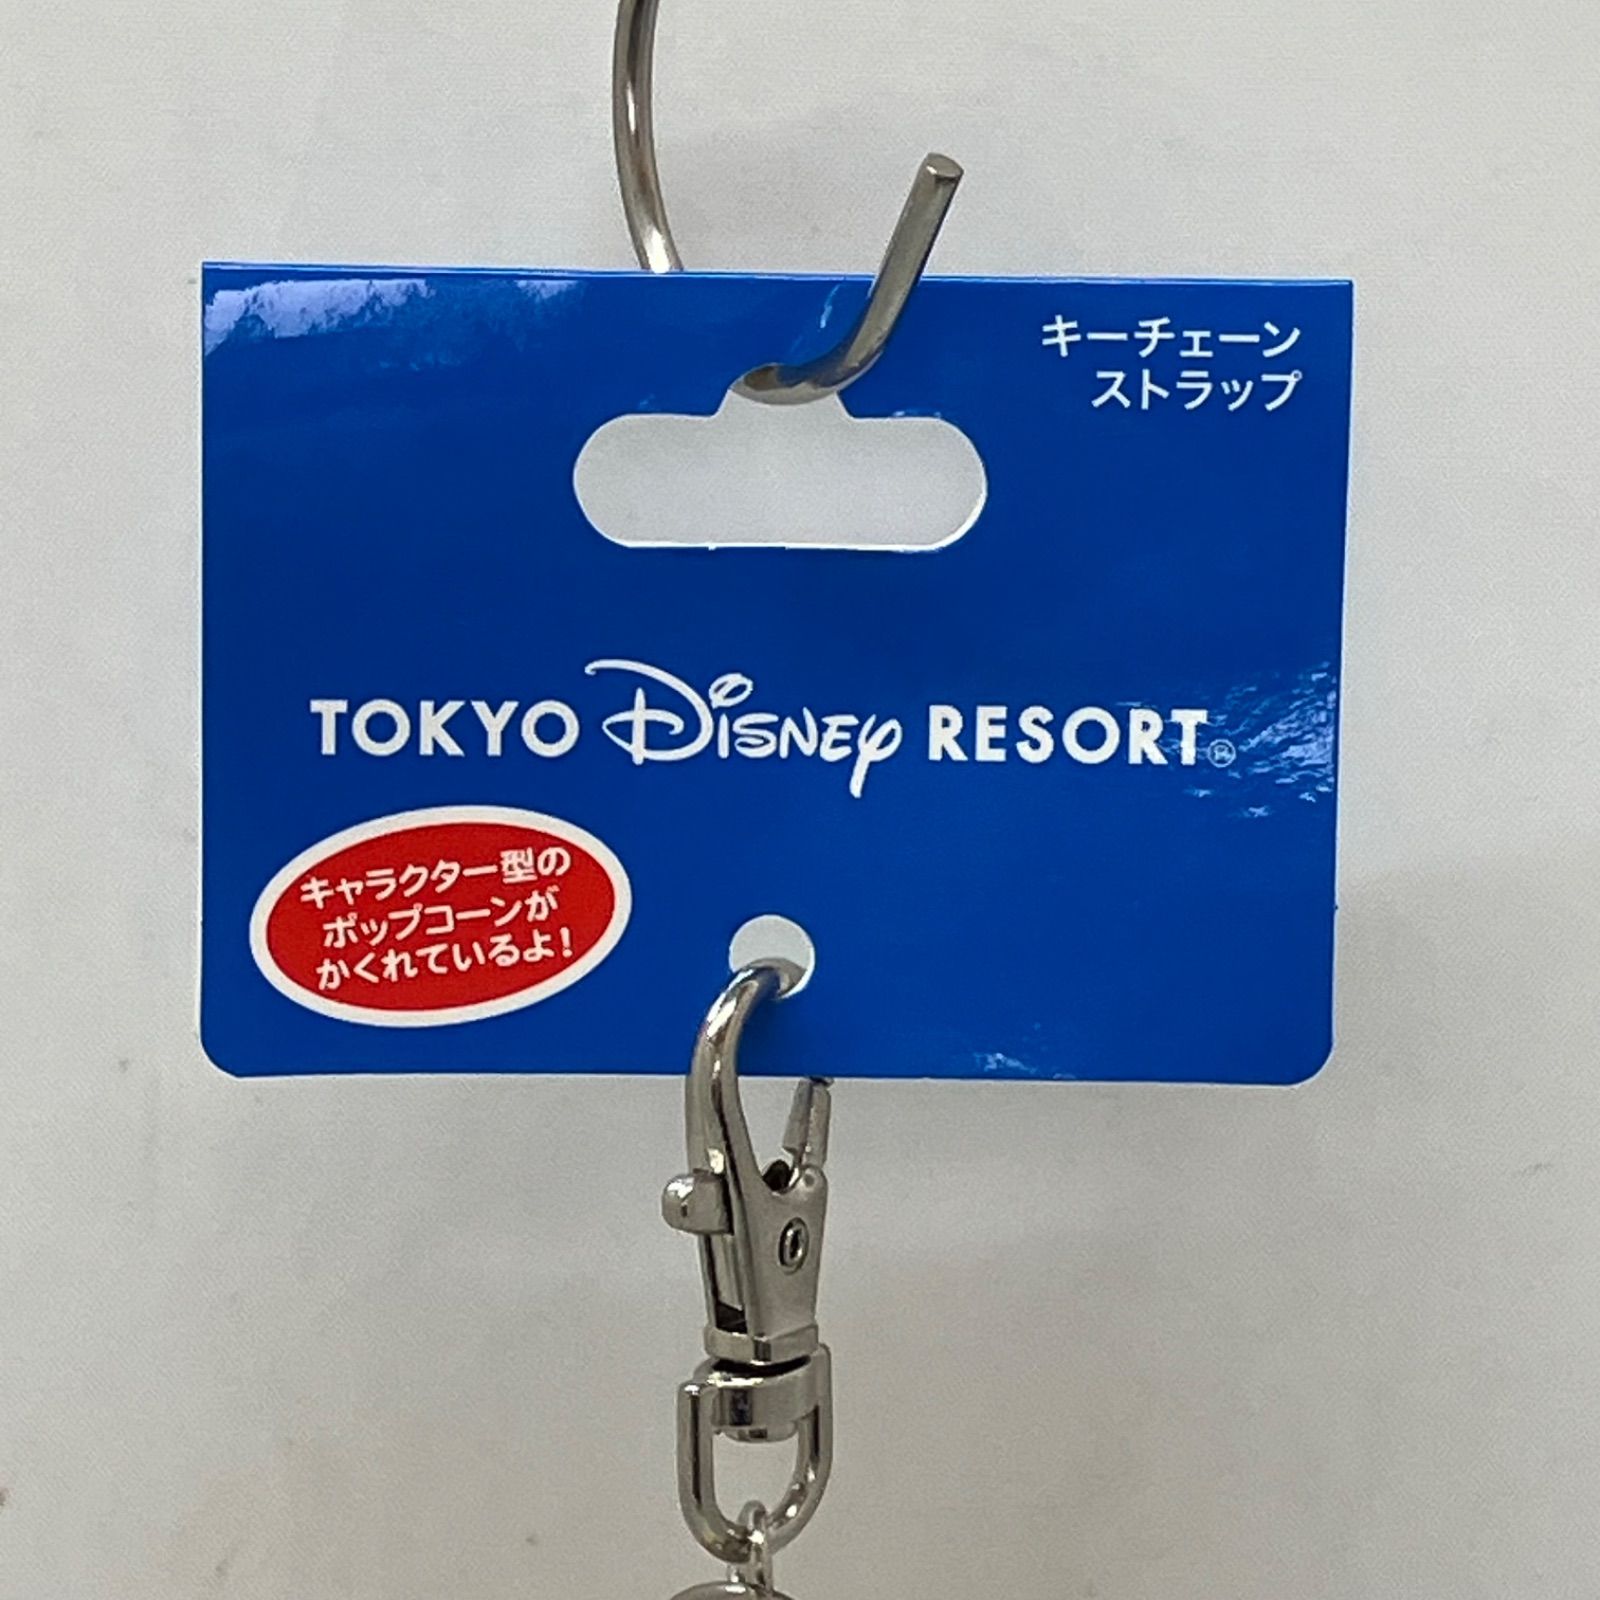 キーチェーン
ストラップ
TOKYO Disney RESORT®
キャラクター型の
ポップコーンが
かくれているよ!